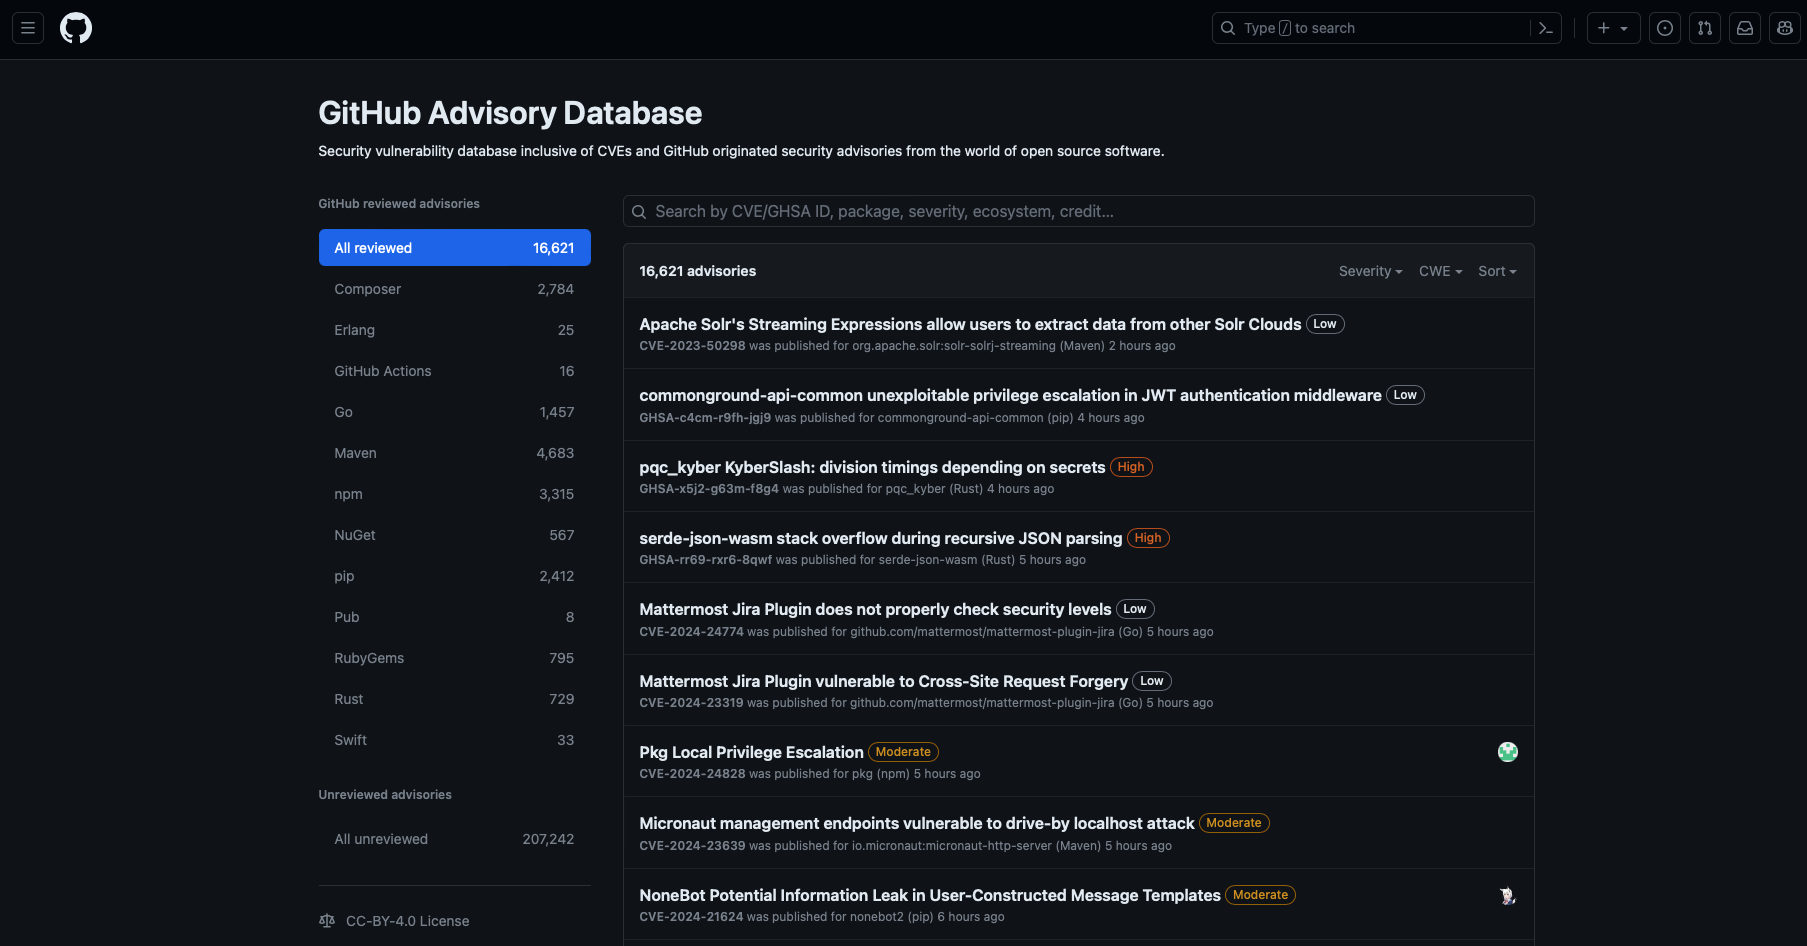 Type / to search
GitHub Advisory Database
Security vulnerability database inclusive of CVEs and GitHub originated security advisories from the world of open source software.
GitHub reviewed advisories
All reviewed 16,621
Composer 2,784
Erlang 25
GitHub Actions 16
Go 1,457
Maven 4,683
npm 3,315
NuGet 567
pip 2,412
Pub 8
RubyGems 795
Rust 729
Swift 33
Unreviewed advisories
All unreviewed 207,242
CC-BY-4.0 License
Search by CVE/GHSA ID, package, severity, ecosystem, credit...
16,621 advisories Severity CWE Sort
Apache Solr's Streaming Expressions allow users to extract data from other Solr Clouds Low
CVE-2023-50298 was published for org.apache.solr:solr-solrj-streaming (Maven) 2 hours ago
commonground-api-common unexploitable privilege escalation in JWT authentication middleware Low
GHSA-c4cm-r9fh-jgj9 was published for commonground-api-common (pip) 4 hours ago
pqc_kyber KyberSlash: division timings depending on secrets High
GHSA-x5j2-g63m-f8g4 was published for pqc_kyber (Rust) 4 hours ago
serde-json-wasm stack overflow during recursive JSON parsing High
GHSA-rr69-rxr6-8qwf was published for serde-json-wasm (Rust) 5 hours ago
Mattermost Jira Plugin does not properly check security levels Low
CVE-2024-24774 was published for github.com/mattermost/mattermost-plugin-jira (Go) 5 hours ago
Mattermost Jira Plugin vulnerable to Cross-Site Request Forgery Low
CVE-2024-23319 was published for github.com/mattermost/mattermost-plugin-jira (Go) 5 hours ago
Pkg Local Privilege Escalation Moderate
CVE-2024-24828 was published for pkg (npm) 5 hours ago
Micronaut management endpoints vulnerable to drive-by localhost attack Moderate
CVE-2024-23639 was published for io.micronaut:micronaut-http-server (Maven) 5 hours ago
NoneBot Potential Information Leak in User-Constructed Message Templates Moderate
CVE-2024-21624 was published for nonebot2 (pip) 6 hours ago